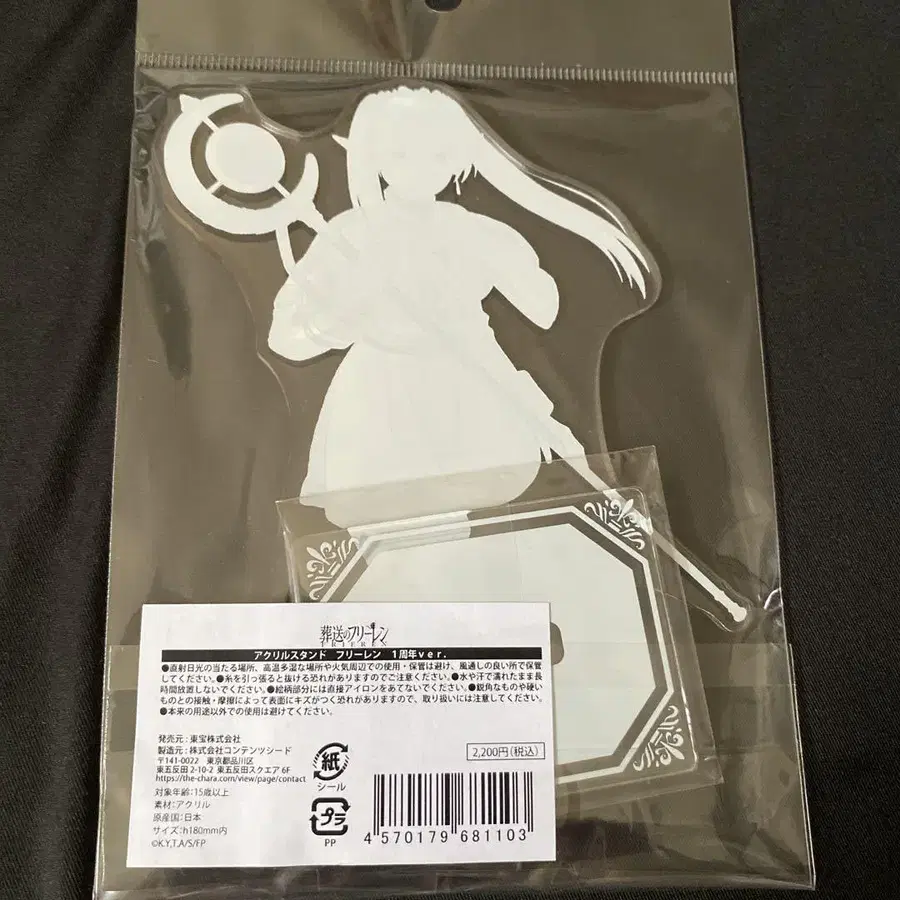 葬送のフリーレン
FRIEREN
アクリルスタンド フリーレン 1周年ver.
●直射日光の当たる場所、高温多湿な場所や火気周辺での使用・保管は避け、風通しの良い所で保管
してください。●糸を引っ張ると抜ける恐れがありますのでご注意ください。●水や汗で濡れたまま長
時間放置しないでください。●絵柄部分には直接アイロンをあてないでください。●鋭角なものや硬い
ものとの接触・摩擦によって表面にキズがつく恐れがありますので、取り扱いには注意してください。
●本来の用途以外での使用は避けてください。
発売元：東宝株式会社
製造元：株式会社コンテンツシード
〒141-0022 東京都品川区
東五反田 2-10-2 東五反田スクエア 6F
https://the-chara.com/view/page/contact
対象年齢：15歳以上
素材：アクリル
原産国：日本
サイズ：h180mm内
©K.Y,T.A/S/FP
2,200円(税込)
紙
シール
プラ
PP
4 570179 681103